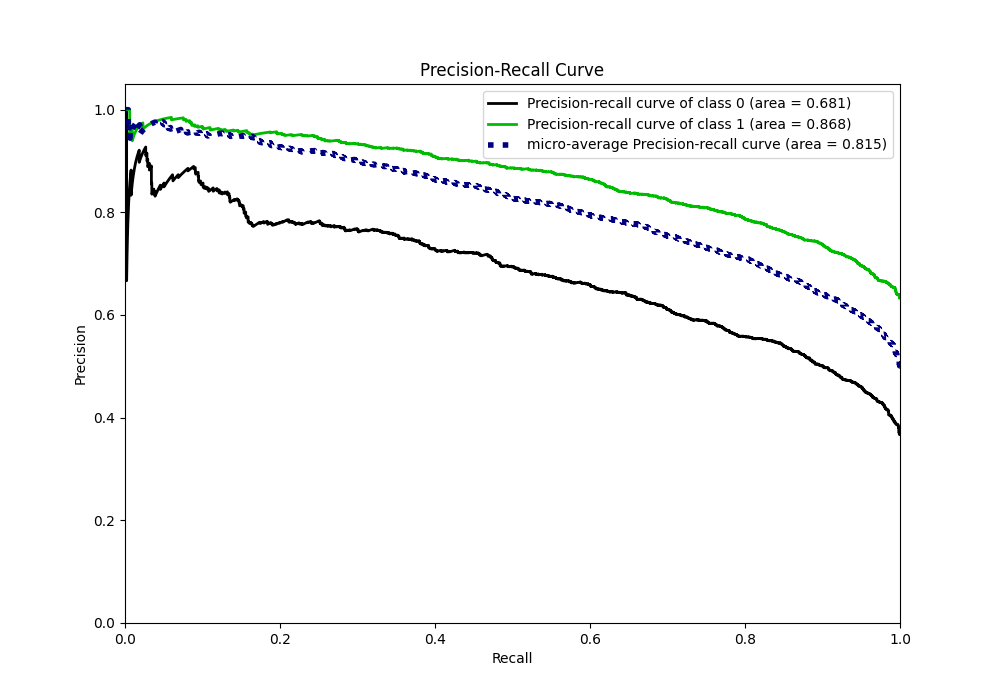 Precision-Recall Curve
Precision-recall curve of class 0 (area = 0.681)
Precision-recall curve of class 1 (area = 0.868)
micro-average Precision-recall curve (area = 0.815)
1.0
0.8
0.6
0.4
0.2
0.0
Precision
0.0 0.2 0.4 0.6 0.8 1.0
Recall